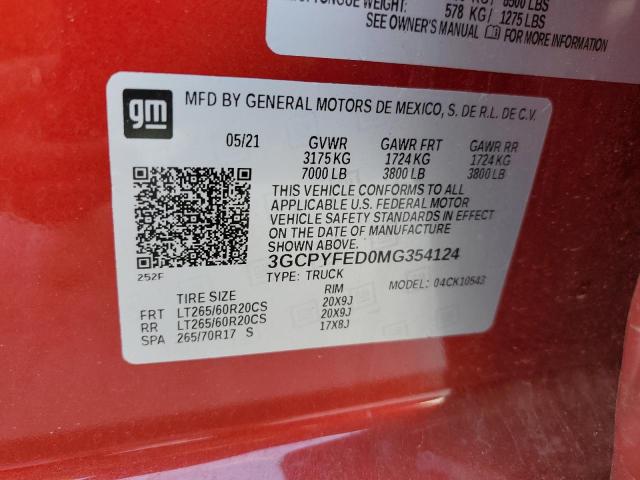 578 KG/ 1275 LBS
SEE OWNER'S MANUAL FOR MORE INFORMATION
gm
MFD BY GENERAL MOTORS DE MEXICO, S. DE R.L. DE C.V.
05/21 GVWR GAWR FRT GAWR RR
3175 KG 1724 KG 1724 KG
7000 LB 3800 LB 3800 LB
THIS VEHICLE CONFORMS TO ALL
APPLICABLE U.S. FEDERAL MOTOR
VEHICLE SAFETY STANDARDS IN EFFECT
ON THE DATE OF MANUFACTURE
SHOWN ABOVE.
252F
3GCPYFED0MG354124
TYPE: TRUCK MODEL: 04CK10543
TIRE SIZE RIM
FRT LT265/60R20CS 20X9J
RR LT265/60R20CS 20X9J
SPA 265/70R17 S 17X8J